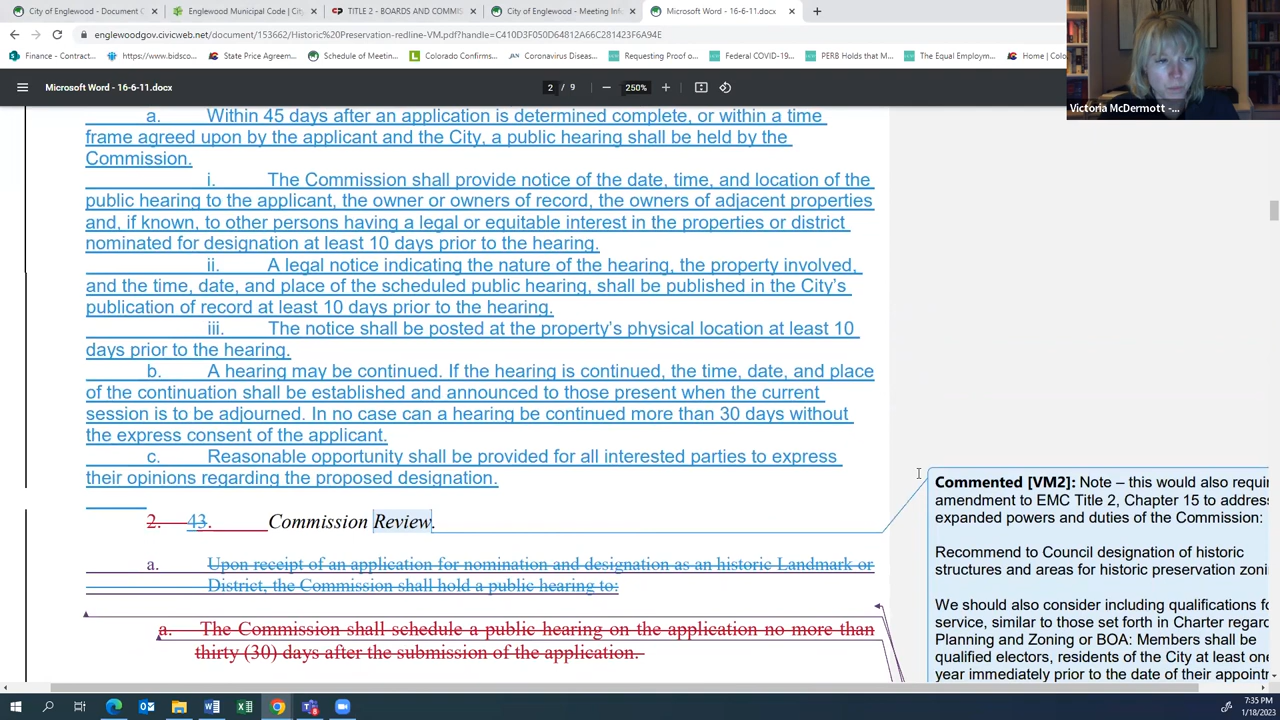 City of Englewood - Document C
Englewood Municipal Code | City
TITLE 2 - BOARDS AND COMMIS
City of Englewood - Meeting Inf
Microsoft Word - 16-6-11.docx
englewoodgov.civicweb.net/document/153662/Historic%20Preservation-redline-VM.pdf?handle=C410D3F050D64812A66C281423F6A94E
Finance - Contract...
https://www.bidsco...
State Price Agreem...
Schedule of Meetin...
Colorado Confirms...
Coronavirus Diseas...
Requesting Proof o...
Federal COVID-19...
PERB Hot Topics...
The Equal Employm...
Home | Colo
Microsoft Word - 16-6-11.docx
2 / 9
250%
Victoria McDermott -...
a. Within 45 days after an application is determined complete, or within a time
frame agreed upon by the applicant and the City, a public hearing shall be held by the
Commission.
i. The Commission shall provide notice of the date, time, and location of the
public hearing to the applicant, the owner or owners of record, the owners of adjacent properties
and, if known, to other persons having a legal or equitable interest in the properties or district
nominated for designation at least 10 days prior to the hearing.
ii. A legal notice indicating the nature of the hearing, the property involved,
and the time, date, and place of the scheduled public hearing, shall be published in the City's
publication of record at least 10 days prior to the hearing.
iii. The notice shall be posted at the property's physical location at least 10
days prior to the hearing.
b. A hearing may be continued. If the hearing is continued, the time, date, and place
of the continuation shall be established and announced to those present when the current
session is to be adjourned. In no case can a hearing be continued more than 30 days without
the express consent of the applicant.
c. Reasonable opportunity shall be provided for all interested parties to express
their opinions regarding the proposed designation.
2. 43. Commission Review.
a. Upon receipt of an application for nomination and designation as an historic Landmark or
District, the Commission shall hold a public hearing to:
a. The Commission shall schedule a public hearing on the application no more than
thirty (30) days after the submission of the application.
Commented [VM2]: Note – this would also requir
amendment to EMC Title 2, Chapter 15 to address
expanded powers and duties of the Commission:
Recommend to Council designation of historic
structures and areas for historic preservation zoni
We should also consider including qualifications fo
service, similar to those set forth in Charter regard
Planning and Zoning or BOA: Members shall be
qualified electors, residents of the City at least one
year immediately prior to the date of their appoint
7:35 PM
1/18/2023